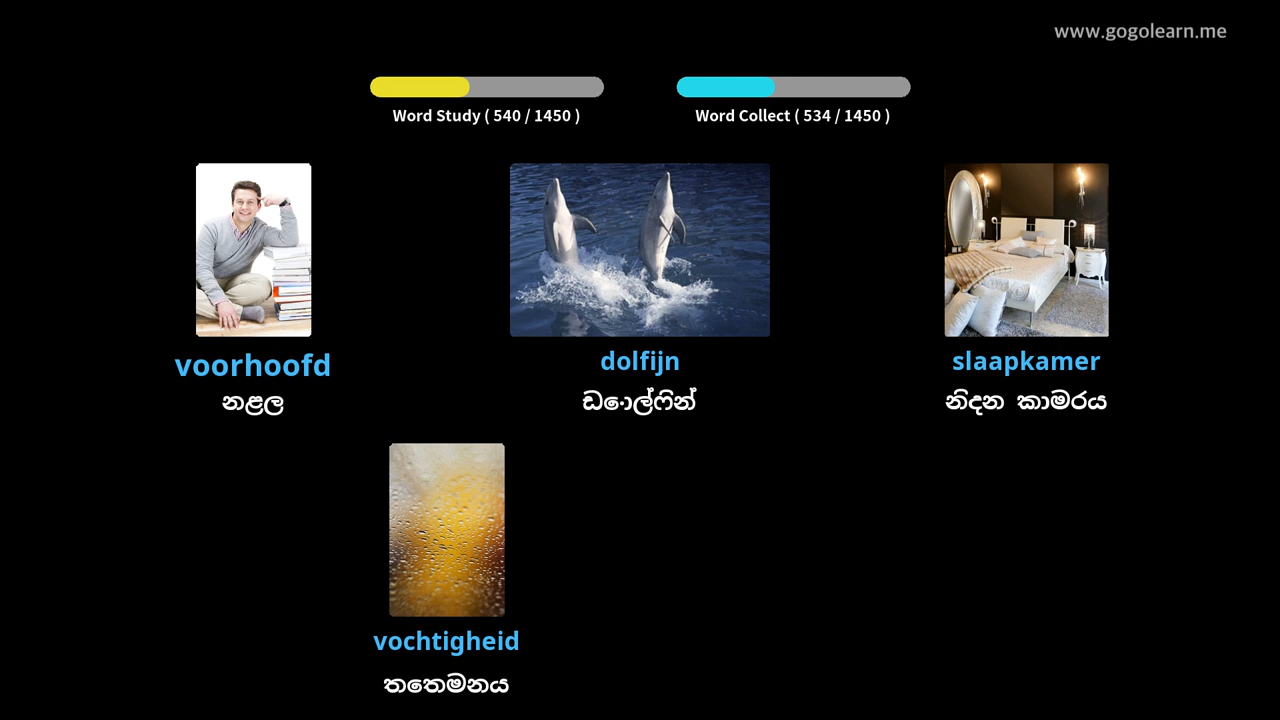 www.gogolearn.me
Word Study ( 540 / 1450 )
Word Collect ( 534 / 1450 )
voorhoofd
නළල
dolfijn
ඩොල්ෆින්
slaapkamer
නිදන කාමරය
vochtigheid
තෙතමනය